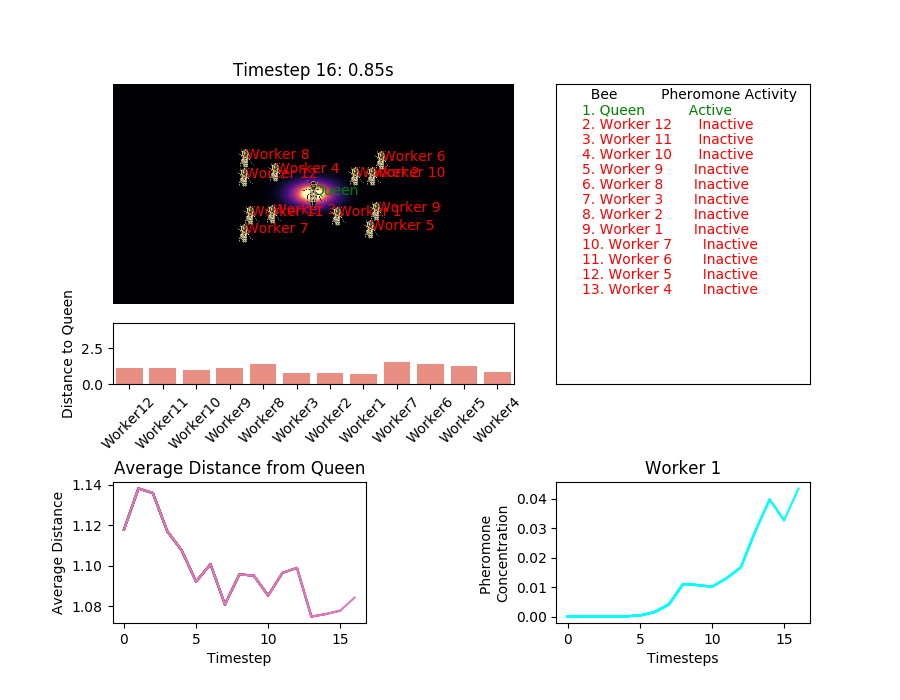 Timestep 16: 0.85s
Worker 8
Worker 6
Worker 4
Worker 12
Worker 2
Worker 10
Queen
Worker 3
Worker 11
Worker 1
Worker 9
Worker 7
Worker 5
Bee Pheromone Activity
1. Queen Active
2. Worker 12 Inactive
3. Worker 11 Inactive
4. Worker 10 Inactive
5. Worker 9 Inactive
6. Worker 8 Inactive
7. Worker 3 Inactive
8. Worker 2 Inactive
9. Worker 1 Inactive
10. Worker 7 Inactive
11. Worker 6 Inactive
12. Worker 5 Inactive
13. Worker 4 Inactive
Distance to Queen
2.5
0.0
Worker12
Worker11
Worker10
Worker9
Worker8
Worker3
Worker2
Worker1
Worker7
Worker6
Worker5
Worker4
Average Distance from Queen
Average Distance
1.14
1.12
1.10
1.08
0 5 10 15
Timestep
Worker 1
Pheromone
Concentration
0.04
0.03
0.02
0.01
0.00
0 5 10 15
Timesteps